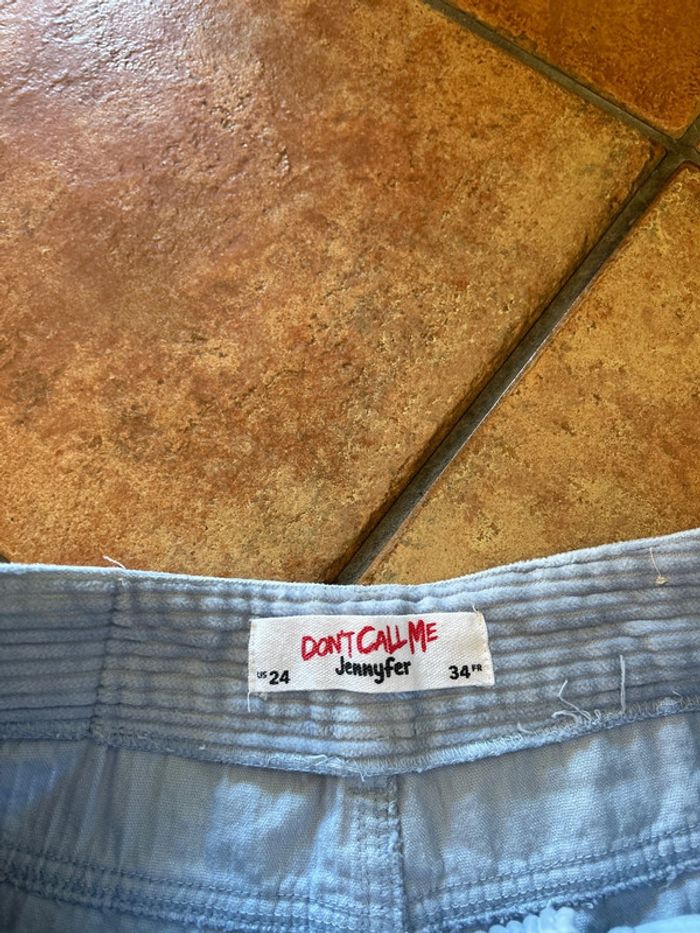 DON'T CALL ME
Jennyfer
US 24
34 FR